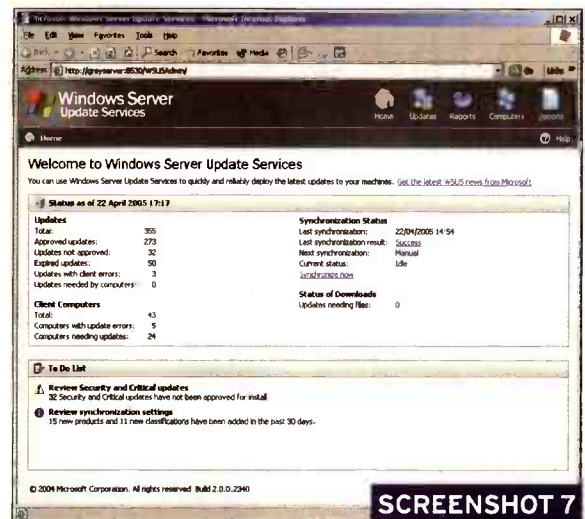 Microsoft Windows Server Update Services - Microsoft Internet Explorer
File Edit View Favorites Tools Help
Back Search Favorites Media
Address http://greyserver:8530/WSUSAdmin/ Links
Windows Server
Update Services
Home Updates Reports Computers Options
Home Help
Welcome to Windows Server Update Services
You can use Windows Server Update Services to quickly and reliably deploy the latest updates to your machines. Get the latest WSUS news from Microsoft
Status as of 22 April 2005 17:17
Updates
Total: 355
Approved updates: 273
Updates not approved: 32
Expired updates: 50
Updates with client errors: 3
Updates needed by computers: 0
Client Computers
Total: 43
Computers with update errors: 5
Computers needing updates: 24
Synchronization Status
Last synchronization: 22/04/2005 14:54
Last synchronization result: Success
Next synchronization: Manual
Current status: Idle
Synchronize now
Status of Downloads
Updates needing files: 0
To Do List
Review Security and Critical updates
32 Security and Critical updates have not been approved for install
Review synchronization settings
15 new products and 11 new classifications have been added in the past 30 days.
© 2004 Microsoft Corporation. All rights reserved. Build 2.0.0.2340
SCREENSHOT 7